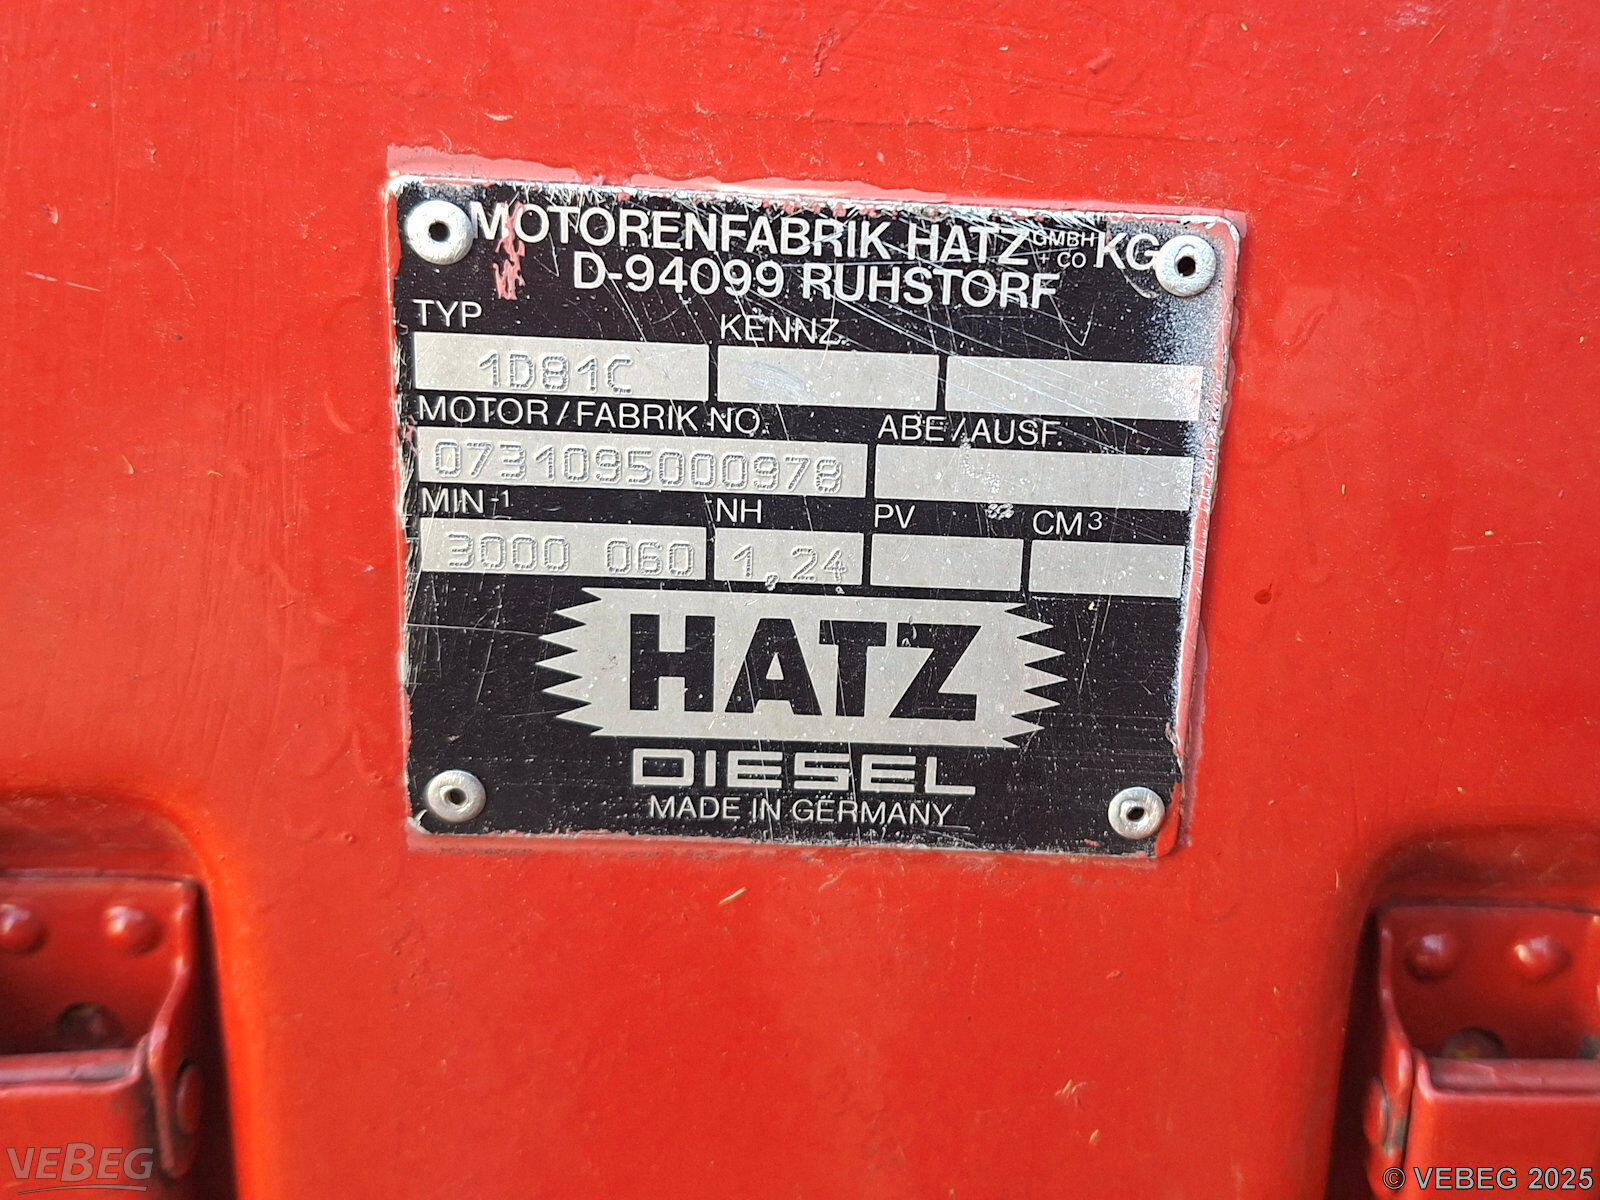 MOTORENFABRIK HATZ GMBH + CO KG
D-94099 RUHSTORF
TYP KENNZ.
1D81C
MOTOR/FABRIK NO. ABE/AUSF.
0731095000978
MIN-1 NH PV CM3
3000 060 1,24
HATZ
DIESEL
MADE IN GERMANY
VEBEG
© VEBEG 2025